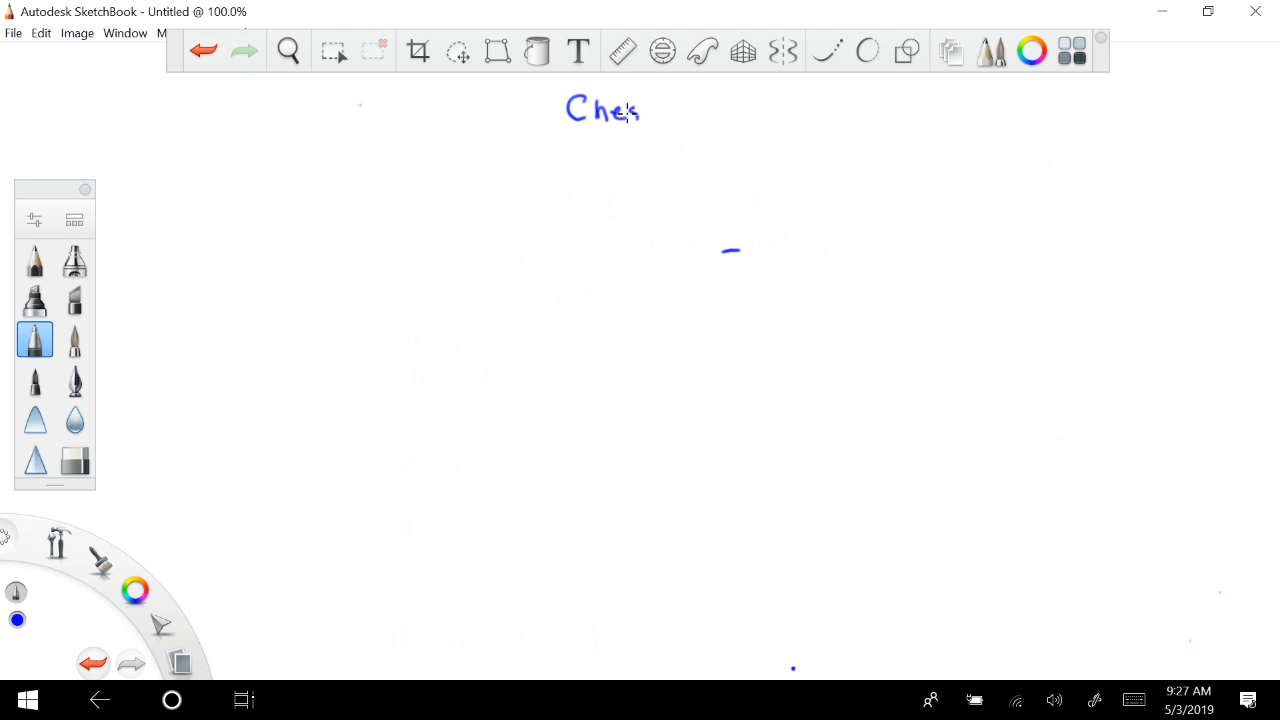 Autodesk SketchBook - Untitled @ 100.0%
File Edit Image Window M
T
Ches
9:27 AM
5/3/2019